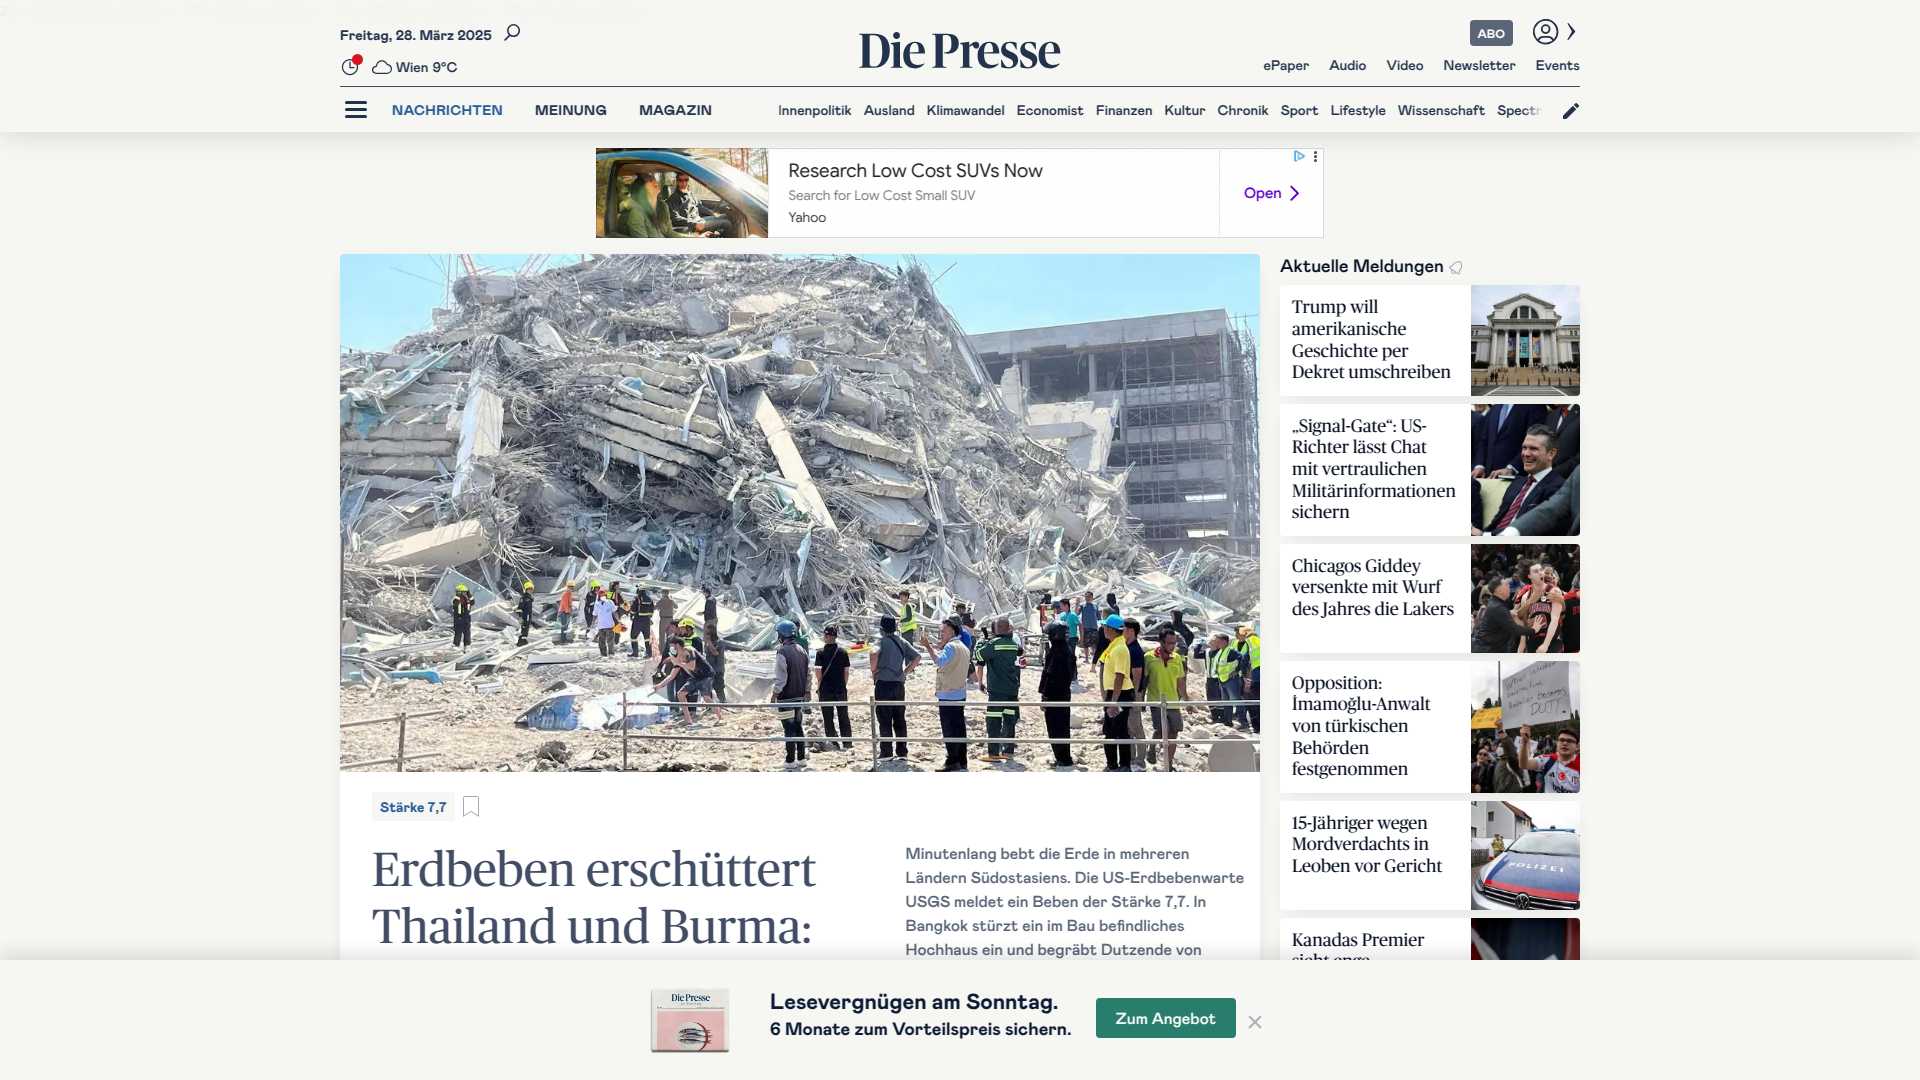 Freitag, 28. März 2025
Wien 9°C
Die Presse
ABO
ePaper Audio Video Newsletter Events
NACHRICHTEN MEINUNG MAGAZIN Innenpolitik Ausland Klimawandel Economist Finanzen Kultur Chronik Sport Lifestyle Wissenschaft Spectr
Research Low Cost SUVs Now
Search for Low Cost Small SUV
Yahoo
Open
Stärke 7,7
Erdbeben erschüttert
Thailand und Burma:
Minutenlang bebt die Erde in mehreren
Ländern Südostasiens. Die US-Erdbebenwarte
USGS meldet ein Beben der Stärke 7,7. In
Bangkok stürzt ein im Bau befindliches
Hochhaus ein und begräbt Dutzende von
Aktuelle Meldungen
Trump will
amerikanische
Geschichte per
Dekret umschreiben
„Signal-Gate“: US-
Richter lässt Chat
mit vertraulichen
Militärinformationen
sichern
Chicagos Giddey
versenkte mit Wurf
des Jahres die Lakers
Opposition:
İmamoğlu-Anwalt
von türkischen
Behörden
festgenommen
15-Jähriger wegen
Mordverdachts in
Leoben vor Gericht
POLIZEI
Kanadas Premier
Die Presse
Lesevergnügen am Sonntag.
6 Monate zum Vorteilspreis sichern.
Zum Angebot